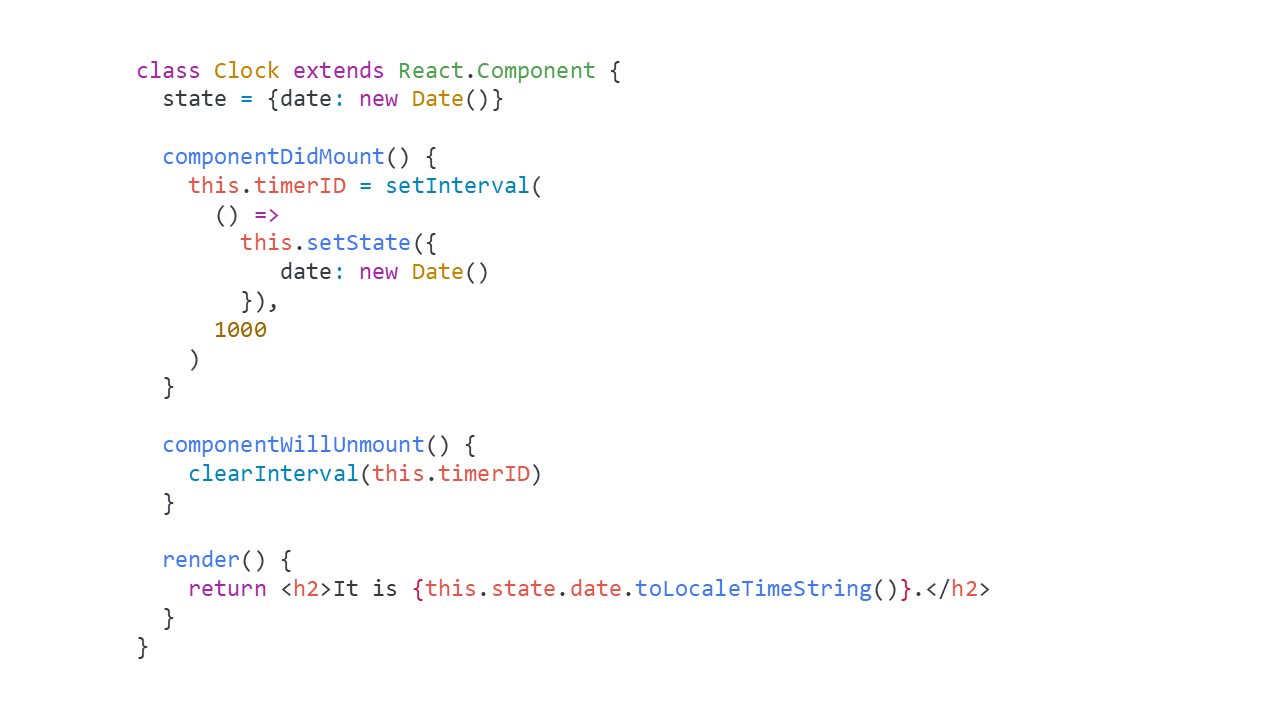 class Clock extends React.Component {
  state = {date: new Date()}

  componentDidMount() {
    this.timerID = setInterval(
      () =>
        this.setState({
           date: new Date()
        }),
      1000
    )
  }

  componentWillUnmount() {
    clearInterval(this.timerID)
  }

  render() {
    return <h2>It is {this.state.date.toLocaleTimeString()}.</h2>
  }
}